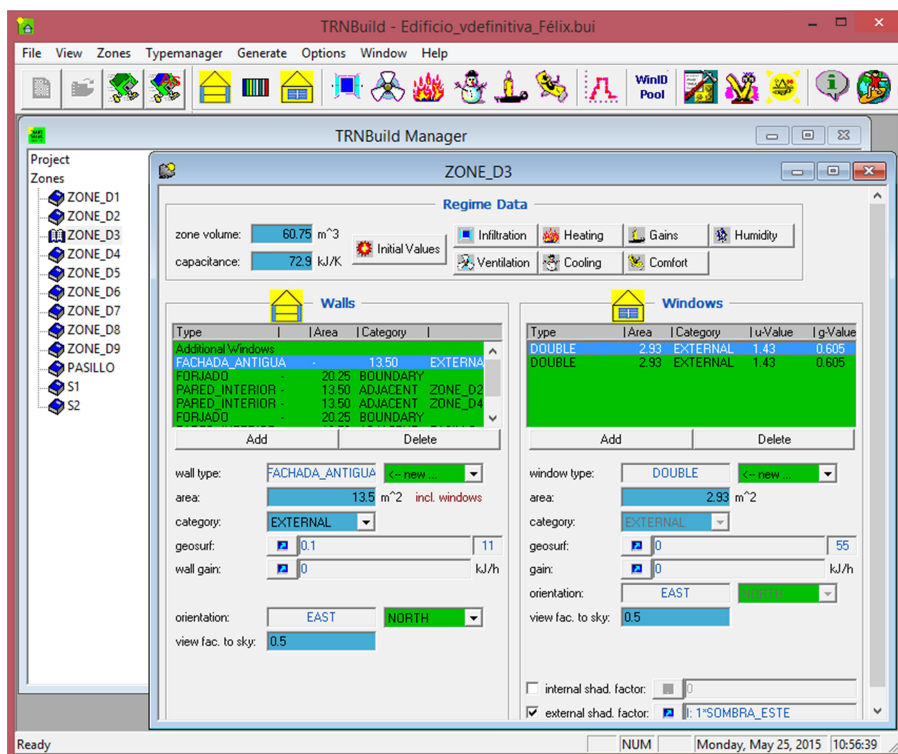 TRNBuild - Edificio_vdefinitiva_Félix.bui
File View Zones Typemanager Generate Options Window Help
WinID Pool
TRNBuild Manager
Project
Zones
ZONE_D1
ZONE_D2
ZONE_D3
ZONE_D4
ZONE_D5
ZONE_D6
ZONE_D7
ZONE_D8
ZONE_D9
PASILLO
S1
S2
ZONE_D3
Regime Data
zone volume: 60.75 m^3
capacitance: 72.9 kJ/K
Initial Values
Infiltration Heating Gains Humidity
Ventilation Cooling Comfort
Walls
Type | | Area | Category |
Additional Windows
FACHADA_ANTIGUA - 13.50 EXTERNA
FORJADO - 20.25 BOUNDARY
PARED_INTERIOR - 13.50 ADJACENT ZONE_D2
PARED_INTERIOR - 13.50 ADJACENT ZONE_D4
FORJADO - 20.25 BOUNDARY
Add Delete
wall type: FACHADA_ANTIGUA <-- new ...
area: 13.5 m^2 incl. windows
category: EXTERNAL
geosurf: 0.1 11
wall gain: 0 kJ/h
orientation: EAST NORTH
view fac. to sky: 0.5
Windows
Type | Area | Category | u-Value | g-Value
DOUBLE 2.93 EXTERNAL 1.43 0.605
DOUBLE 2.93 EXTERNAL 1.43 0.605
Add Delete
window type: DOUBLE <-- new ...
area: 2.93 m^2
category: EXTERNAL
geosurf: 0 55
gain: 0 kJ/h
orientation: EAST NORTH
view fac. to sky: 0.5
internal shad. factor: 0
external shad. factor: I: 1*SOMBRA_ESTE
Ready NUM Monday, May 25, 2015 10:56:39